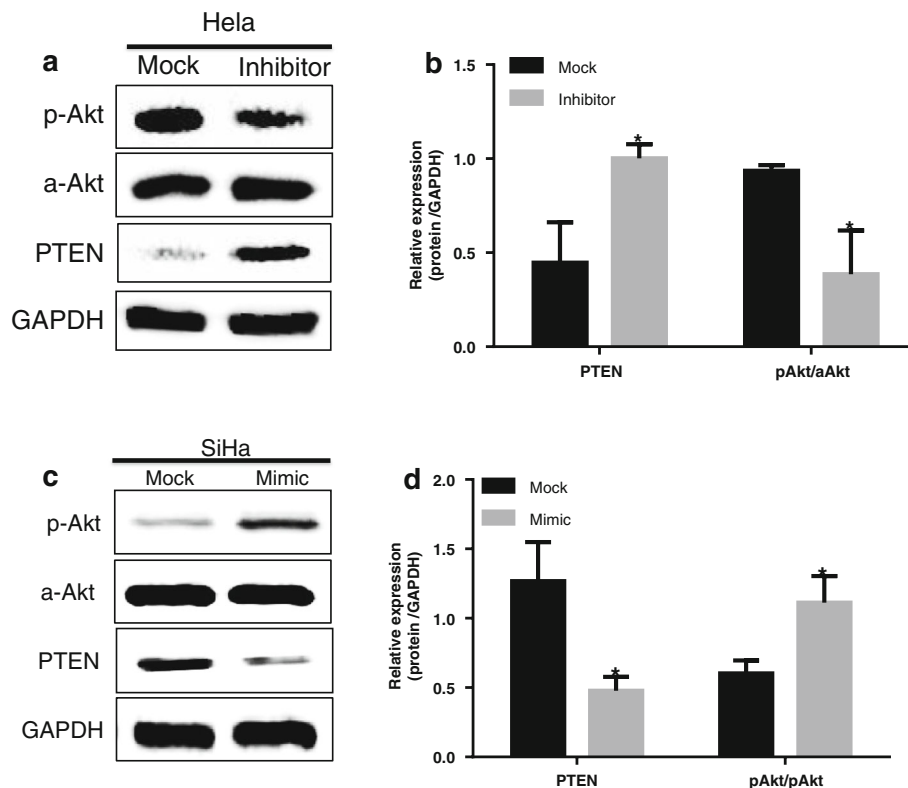 Hela
a
Mock Inhibitor
p-Akt
a-Akt
PTEN
GAPDH
b
Mock
Inhibitor
Relative expression
(protein /GAPDH)
1.5
1.0
0.5
0.0
*
*
PTEN
pAkt/aAkt
SiHa
c
Mock Mimic
p-Akt
a-Akt
PTEN
GAPDH
d
Mock
Mimic
Relative expression
(protein /GAPDH)
2.0
1.5
1.0
0.5
0.0
*
*
PTEN
pAkt/pAkt